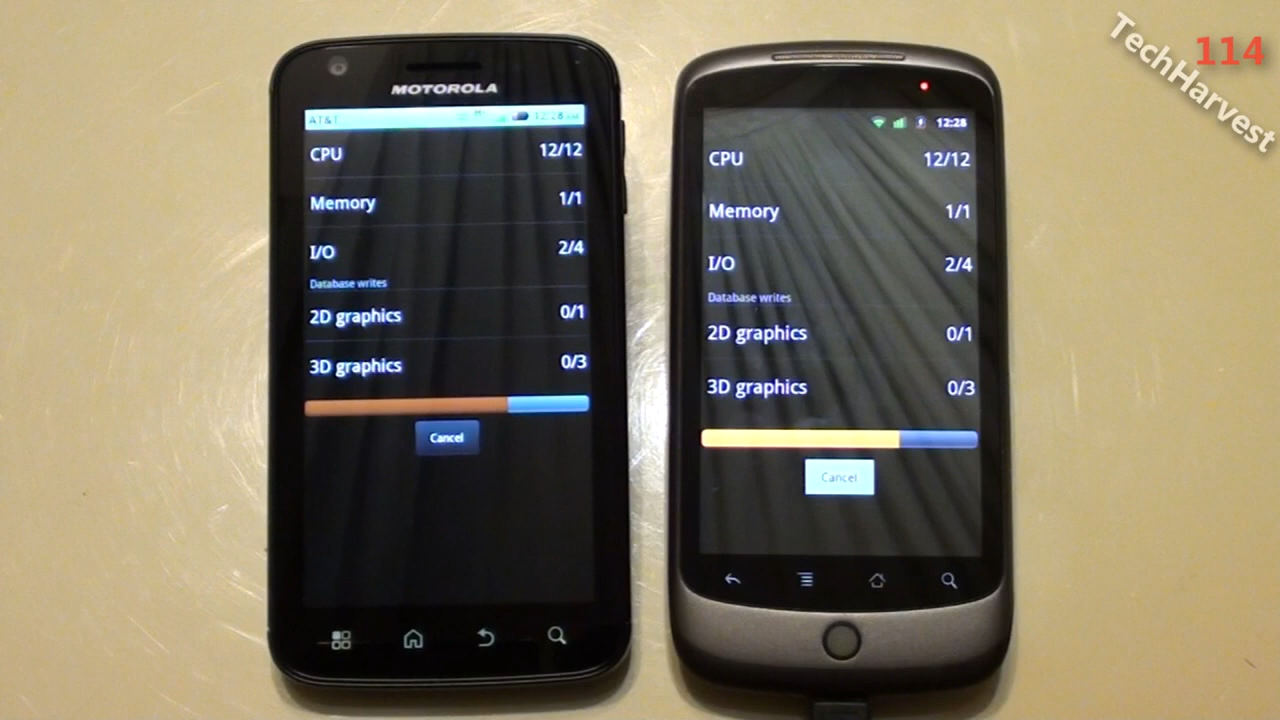 MOTOROLA
AT&T 12:28 AM
CPU 12/12
Memory 1/1
I/O 2/4
Database writes
2D graphics 0/1
3D graphics 0/3
Cancel
12:28
CPU 12/12
Memory 1/1
I/O 2/4
Database writes
2D graphics 0/1
3D graphics 0/3
Cancel
TechHarvest
114